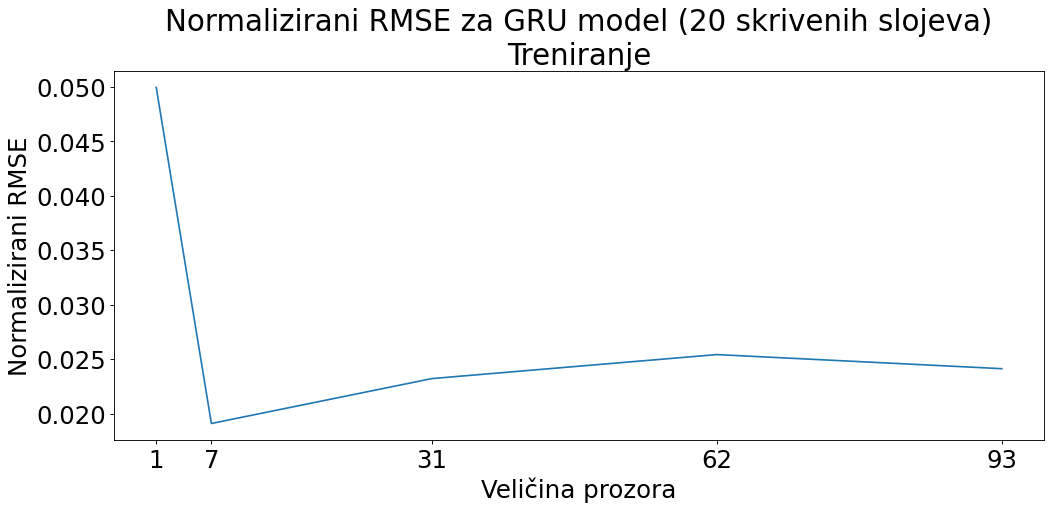 Normalizirani RMSE za GRU model (20 skrivenih slojeva)
Treniranje
Normalizirani RMSE
0.050
0.045
0.040
0.035
0.030
0.025
0.020
1 7 31 62 93
Veličina prozora